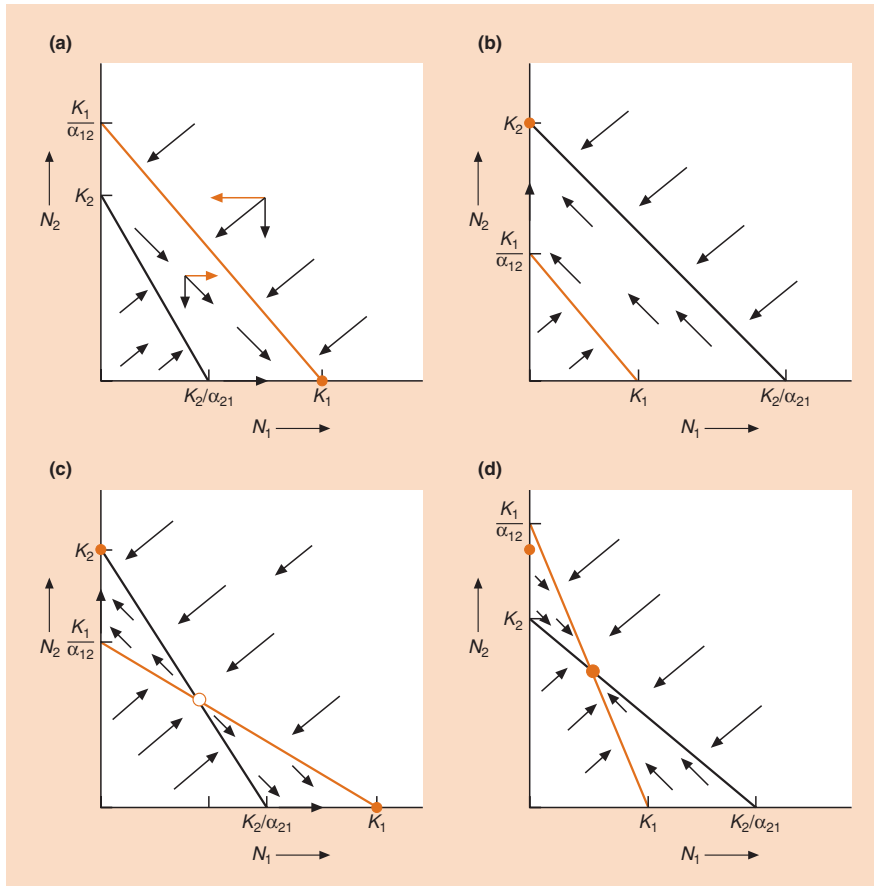 (a)
K₁
α₁₂
K₂
N₂
K₂/α₂₁
K₁
N₁
(b)
K₂
N₂
K₁
α₁₂
K₁
K₂/α₂₁
N₁
(c)
K₂
N₂
K₁
α₁₂
K₂/α₂₁
K₁
N₁
(d)
K₁
α₁₂
K₂
N₂
K₁
K₂/α₂₁
N₁